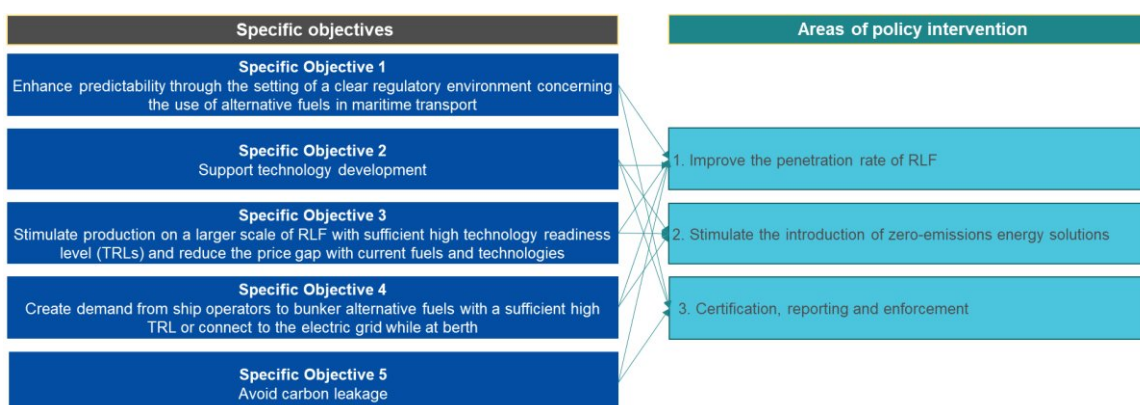 Specific objectives
Areas of policy intervention
Specific Objective 1
Enhance predictability through the setting of a clear regulatory environment concerning
the use of alternative fuels in maritime transport
Specific Objective 2
Support technology development
Specific Objective 3
Stimulate production on a larger scale of RLF with sufficient high technology readiness
level (TRLs) and reduce the price gap with current fuels and technologies
Specific Objective 4
Create demand from ship operators to bunker alternative fuels with a sufficient high
TRL or connect to the electric grid while at berth
Specific Objective 5
Avoid carbon leakage
1. Improve the penetration rate of RLF
2. Stimulate the introduction of zero-emissions energy solutions
3. Certification, reporting and enforcement